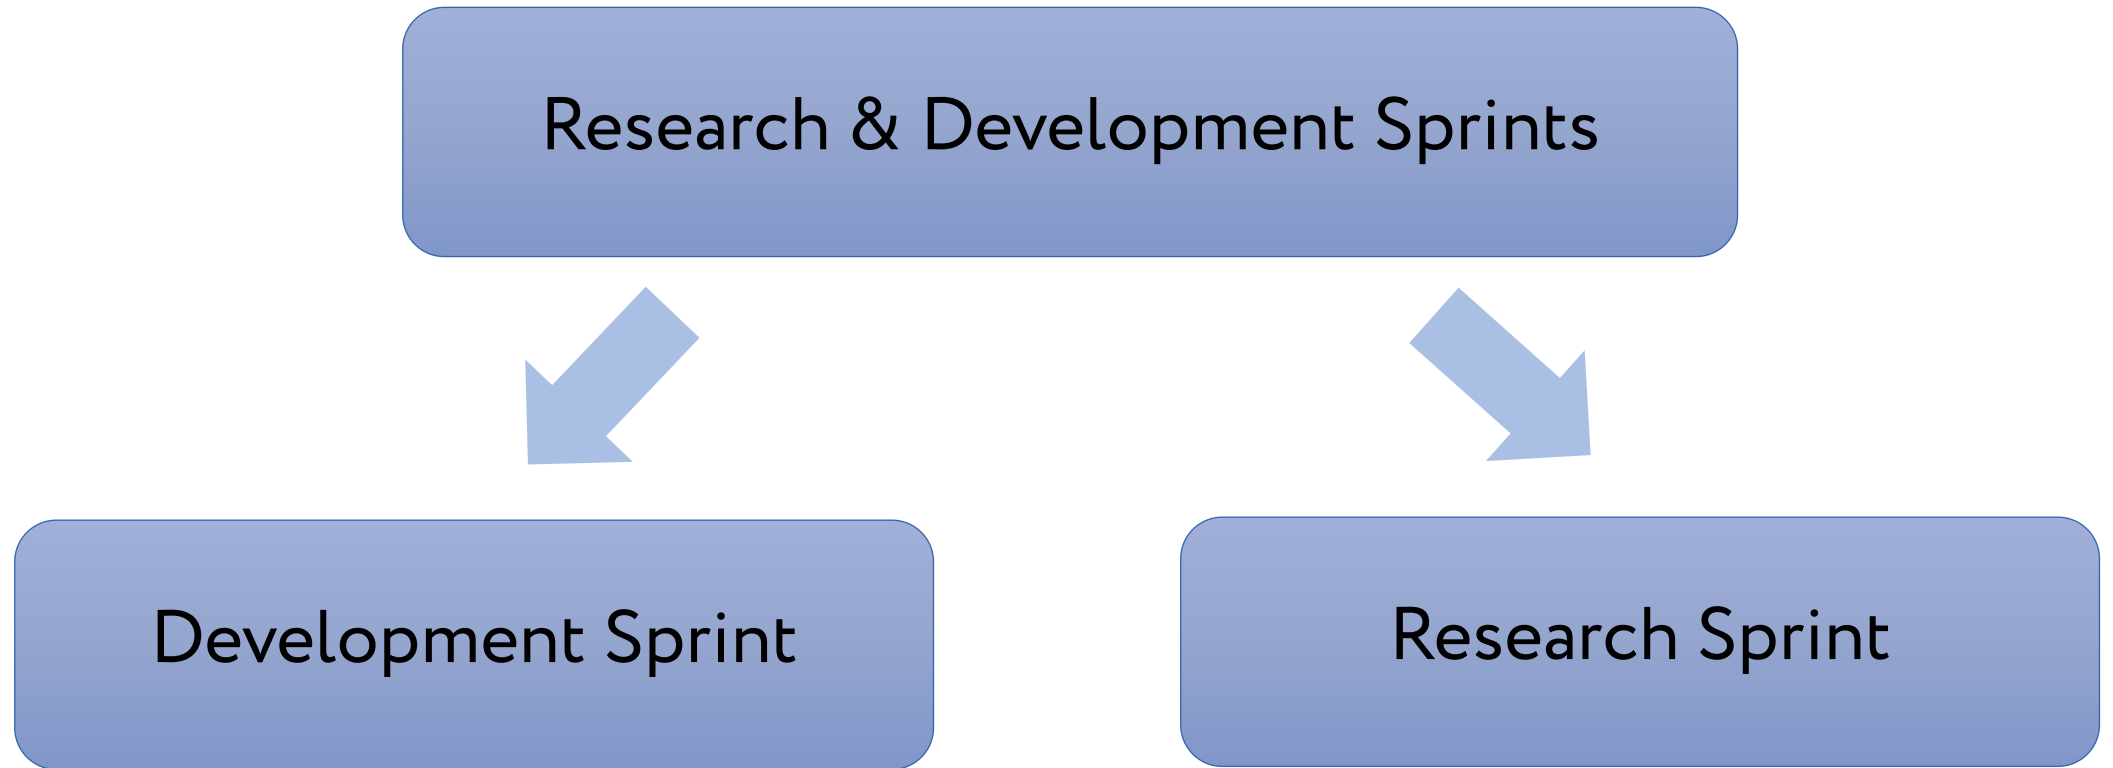 Research & Development Sprints
Development Sprint
Research Sprint